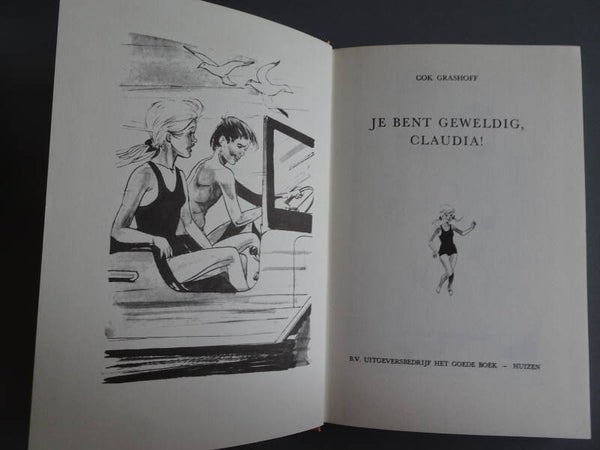 COK GRASHOFF
JE BENT GEWELDIG,
CLAUDIA!
B.V. UITGEVERSBEDRIJF HET GOEDE BOEK – HUIZEN